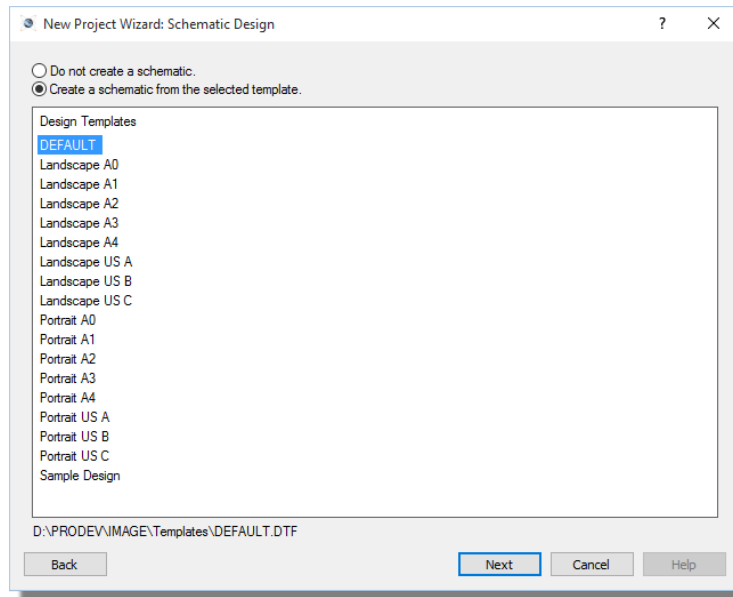 New Project Wizard: Schematic Design ?
Do not create a schematic.
Create a schematic from the selected template.
Design Templates
DEFAULT
Landscape A0
Landscape A1
Landscape A2
Landscape A3
Landscape A4
Landscape US A
Landscape US B
Landscape US C
Portrait A0
Portrait A1
Portrait A2
Portrait A3
Portrait A4
Portrait US A
Portrait US B
Portrait US C
Sample Design
D:\PRODEV\IMAGE\Templates\DEFAULT.DTF
Back Next Cancel Help